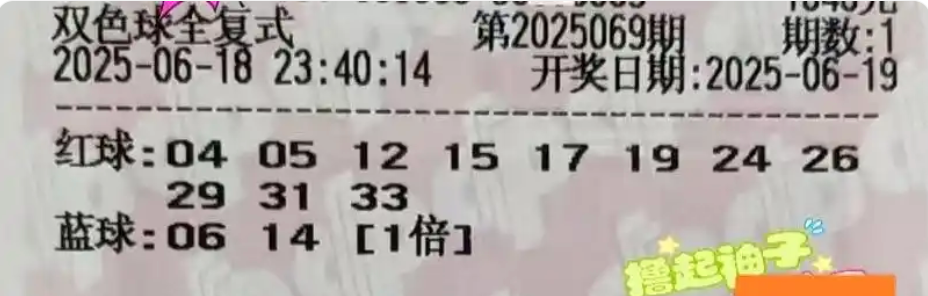 双色球全复式 第2025069期 期数:1
2025-06-18 23:40:14 开奖日期:2025-06-19
红球:04 05 12 15 17 19 24 26
29 31 33
蓝球:06 14 [1倍]
撸起袖子